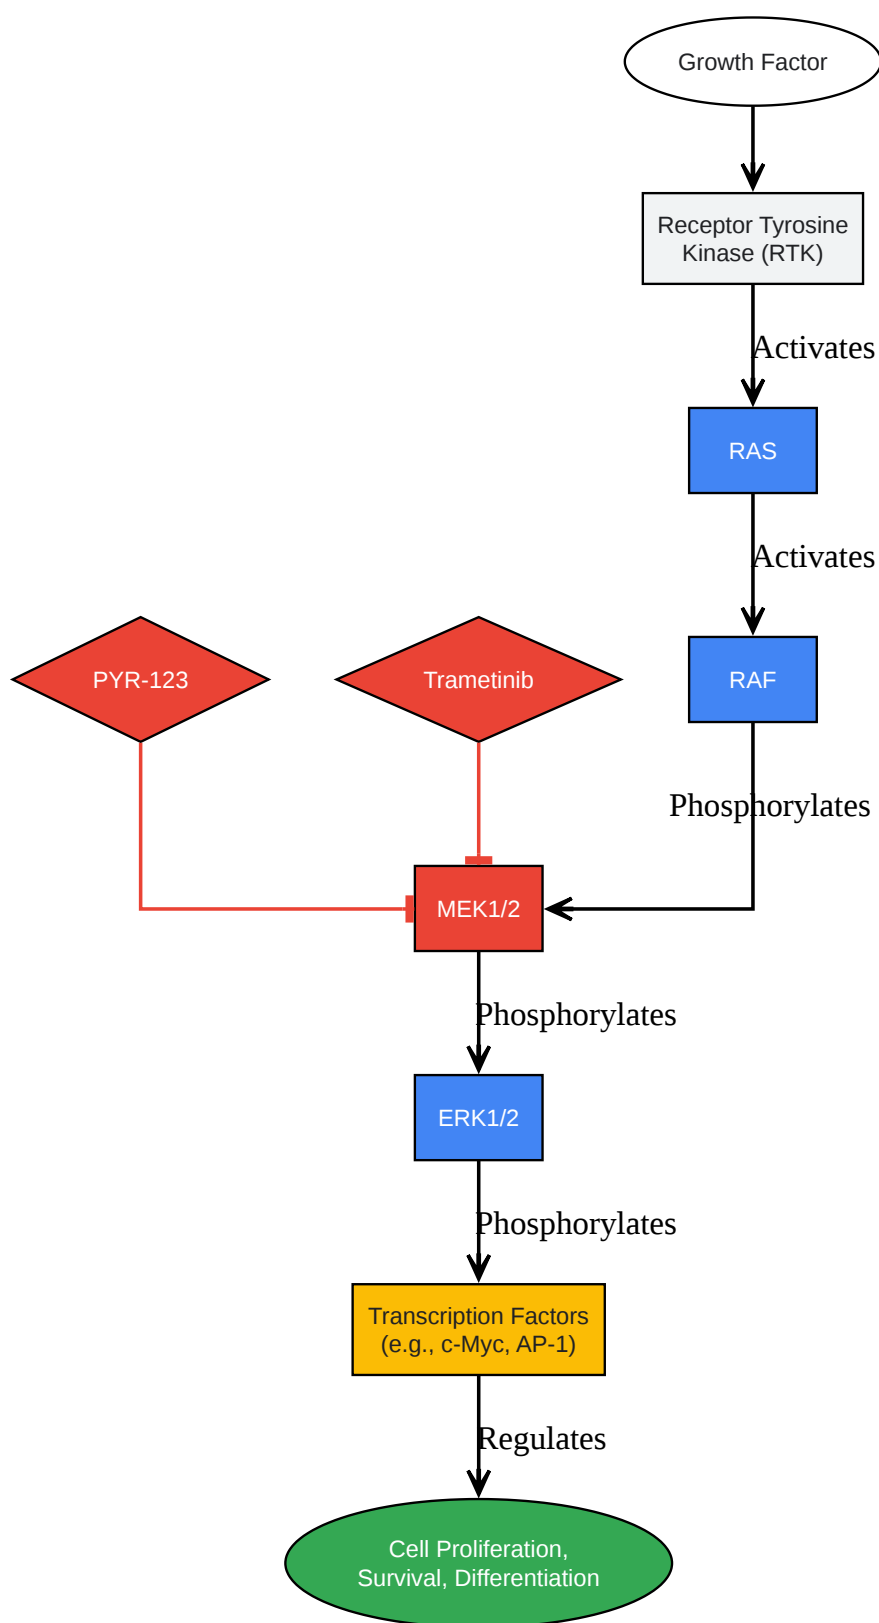 Growth Factor
Receptor Tyrosine
Kinase (RTK)
Activates
RAS
Activates
PYR-123
Trametinib
RAF
Phosphorylates
MEK1/2
Phosphorylates
ERK1/2
Phosphorylates
Transcription Factors
(e.g., c-Myc, AP-1)
Regulates
Cell Proliferation,
Survival, Differentiation